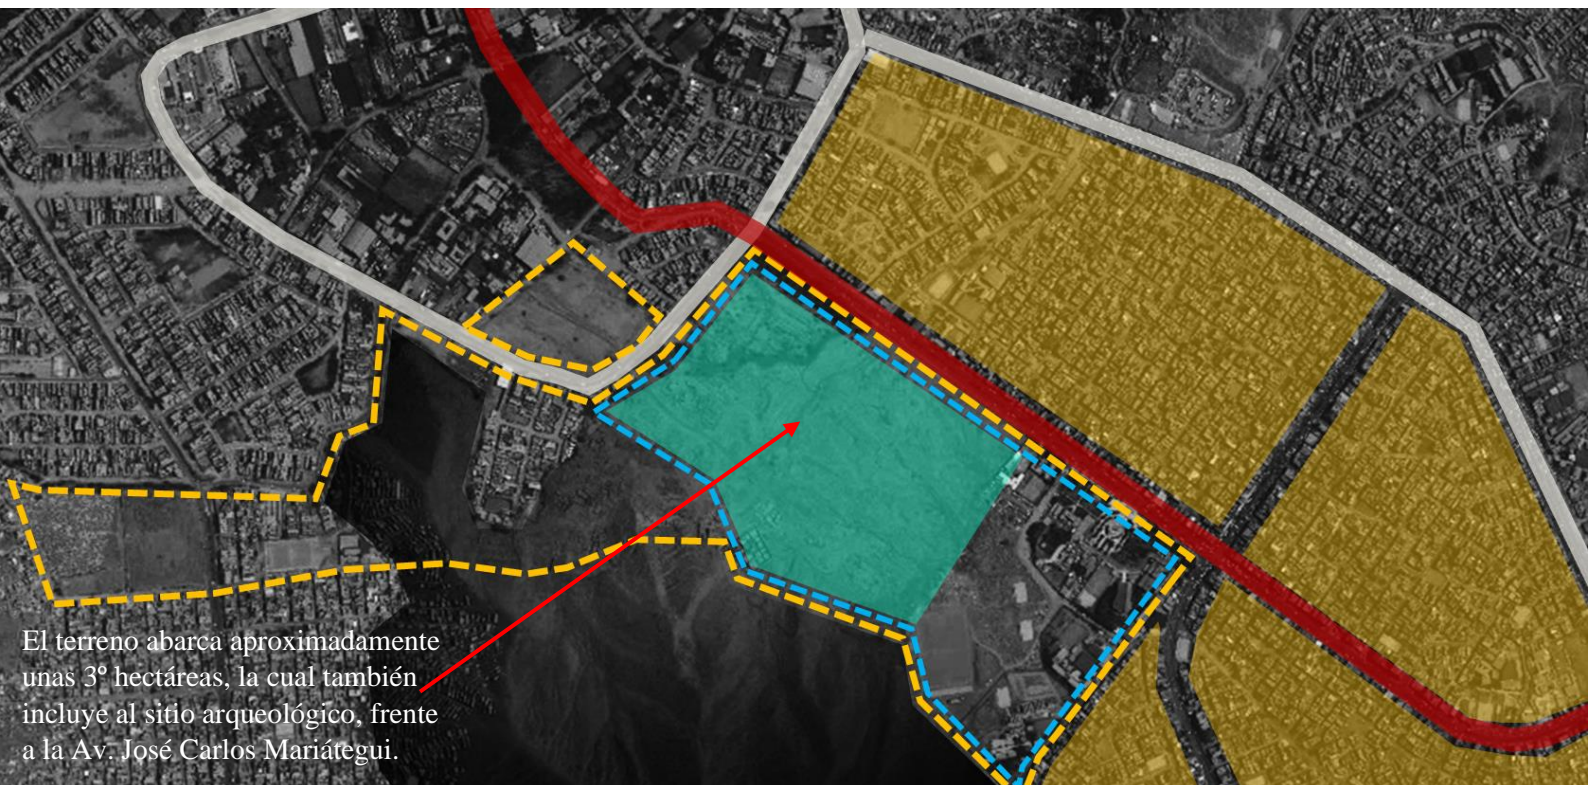 El terreno abarca aproximadamente
unas 3º hectáreas, la cual también
incluye al sitio arqueológico, frente
a la Av. José Carlos Mariátegui.